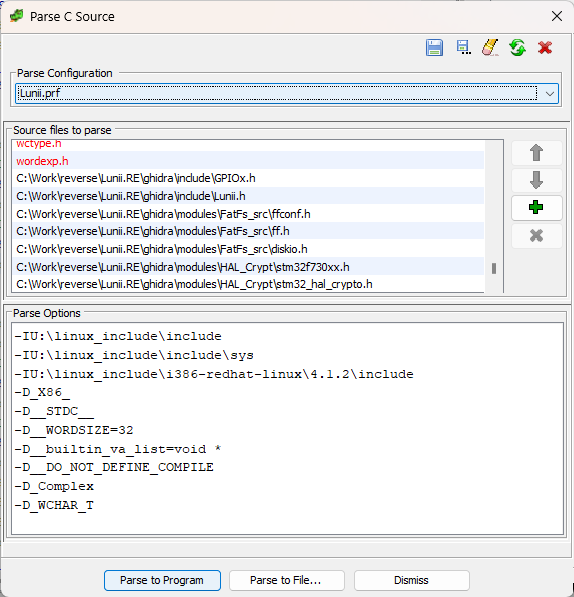 Parse C Source
Parse Configuration
Lunii.prf
Source files to parse
wctype.h
wordexp.h
C:\Work\reverse\Lunii.RE\ghidra\include\GPIOx.h
C:\Work\reverse\Lunii.RE\ghidra\include\Lunii.h
C:\Work\reverse\Lunii.RE\ghidra\modules\FatFs_src\ffconf.h
C:\Work\reverse\Lunii.RE\ghidra\modules\FatFs_src\ff.h
C:\Work\reverse\Lunii.RE\ghidra\modules\FatFs_src\diskio.h
C:\Work\reverse\Lunii.RE\ghidra\modules\HAL_Crypt\stm32f730xx.h
C:\Work\reverse\Lunii.RE\ghidra\modules\HAL_Crypt\stm32_hal_crypto.h
Parse Options
-IU:\linux_include\include
-IU:\linux_include\include\sys
-IU:\linux_include\i386-redhat-linux\4.1.2\include
-D_X86_
-D__STDC__
-D__WORDSIZE=32
-D__builtin_va_list=void *
-D__DO_NOT_DEFINE_COMPILE
-D_Complex
-D_WCHAR_T
Parse to Program
Parse to File...
Dismiss